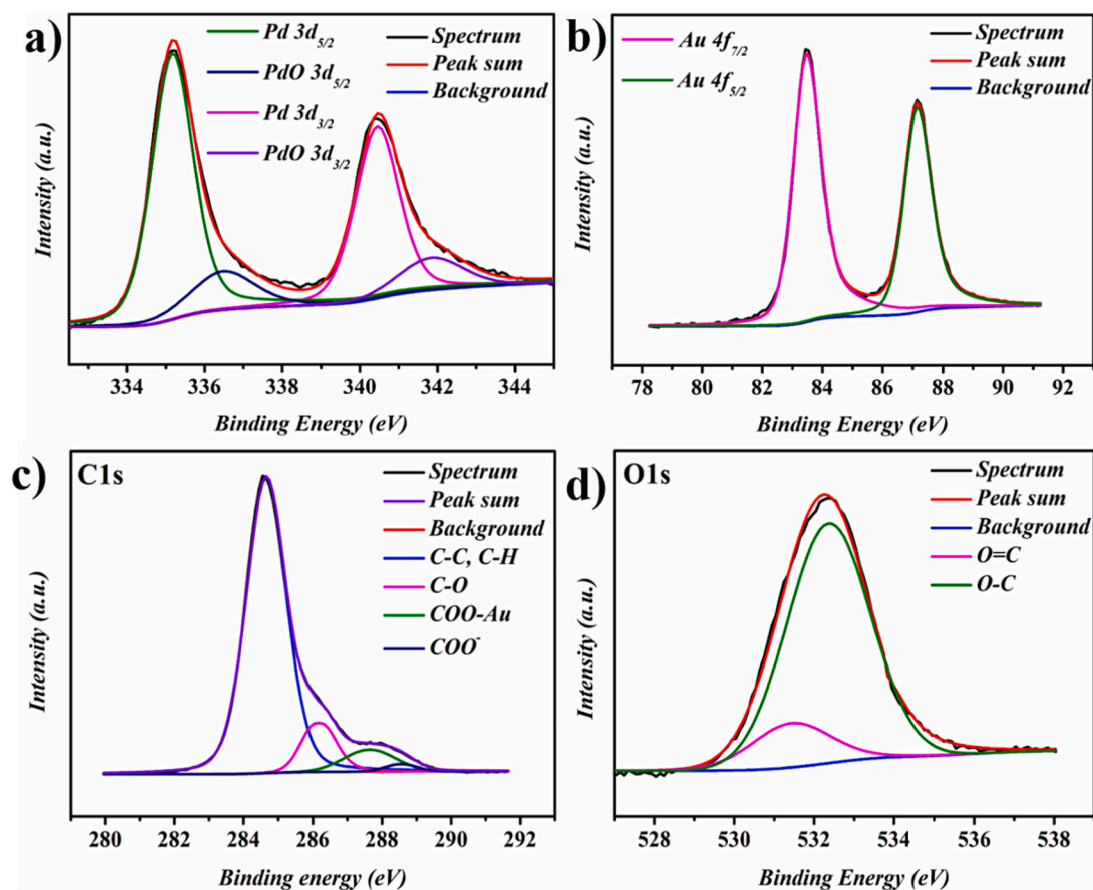 a)
Pd 3d5/2
PdO 3d5/2
Pd 3d3/2
PdO 3d3/2
Spectrum
Peak sum
Background
Intensity (a.u.)
334 336 338 340 342 344
Binding Energy (eV)
b)
Au 4f7/2
Au 4f5/2
Spectrum
Peak sum
Background
Intensity (a.u.)
78 80 82 84 86 88 90 92
Binding Energy (eV)
c)
C1s
Spectrum
Peak sum
Background
C-C, C-H
C-O
COO-Au
COO-
Intensity (a.u.)
280 282 284 286 288 290 292
Binding energy (eV)
d)
O1s
Spectrum
Peak sum
Background
O=C
O-C
Intensity (a.u.)
528 530 532 534 536 538
Binding Energy (eV)